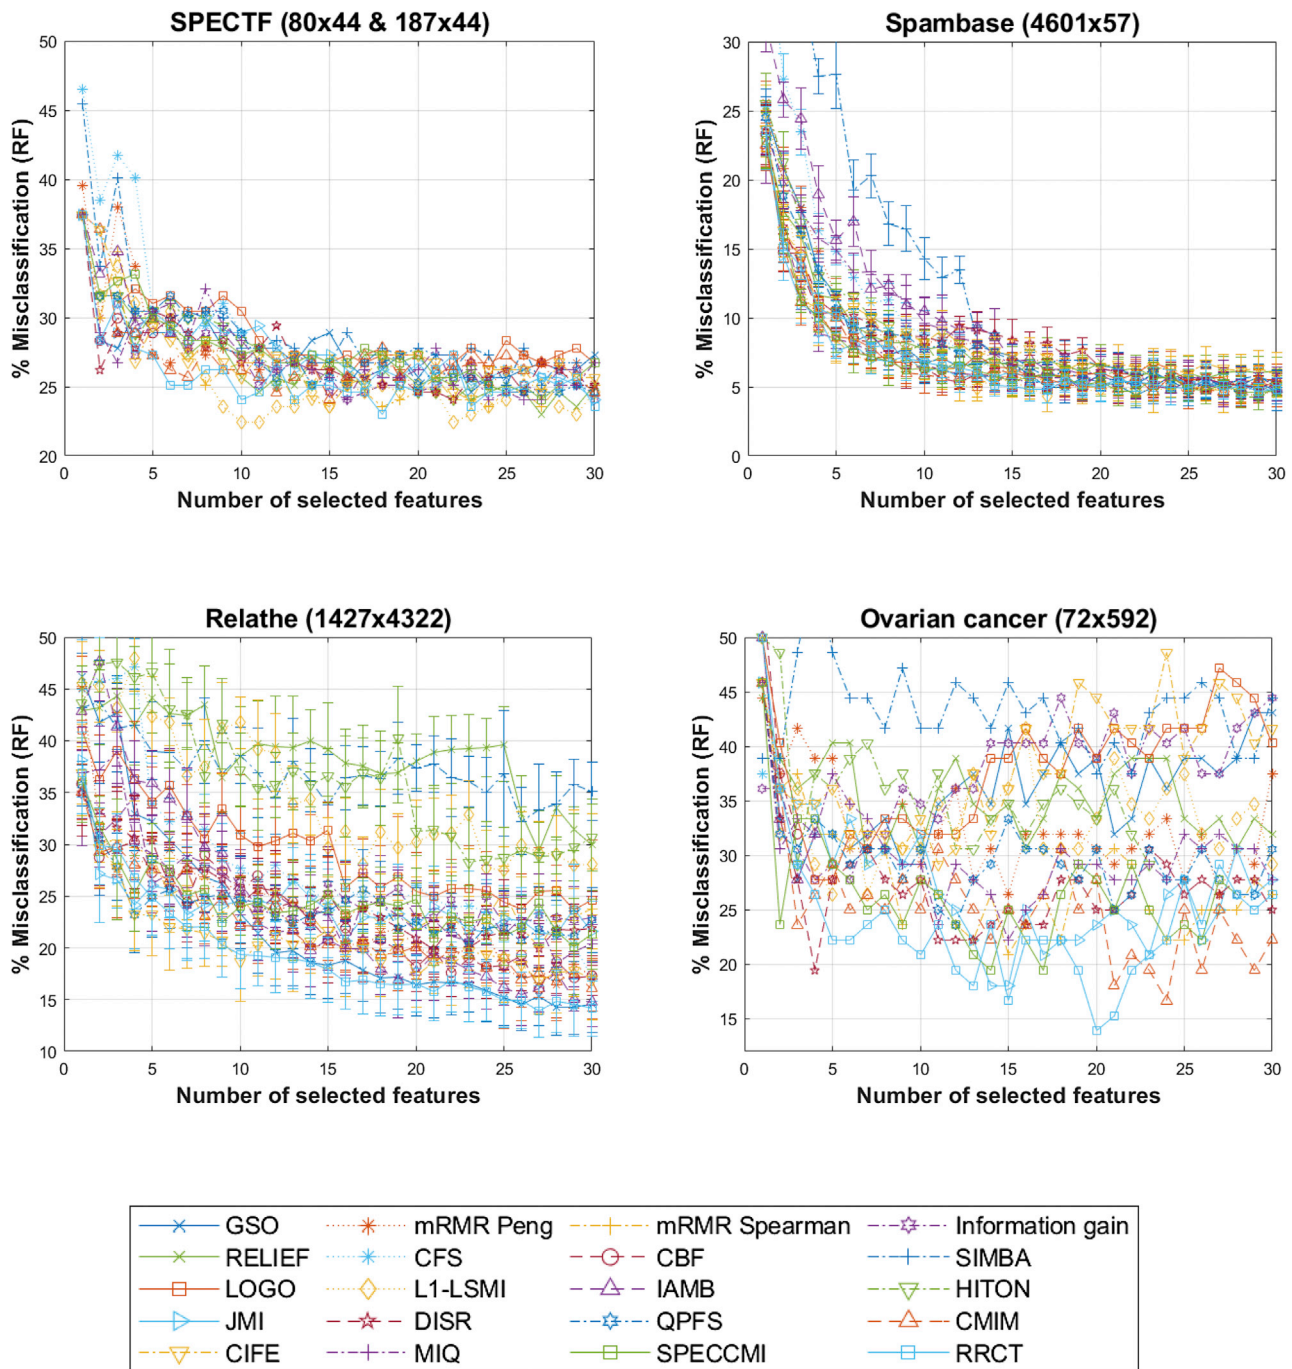 SPECTF (80x44 & 187x44)
50
45
40
35
30
25
20
% Misclassification (RF)
0 5 10 15 20 25 30
Number of selected features
Spambase (4601x57)
30
25
20
15
10
5
0
% Misclassification (RF)
0 5 10 15 20 25 30
Number of selected features
Relathe (1427x4322)
50
45
40
35
30
25
20
15
10
% Misclassification (RF)
0 5 10 15 20 25 30
Number of selected features
Ovarian cancer (72x592)
50
45
40
35
30
25
20
15
% Misclassification (RF)
0 5 10 15 20 25 30
Number of selected features
GSO mRMR Peng mRMR Spearman Information gain
RELIEF CFS CBF SIMBA
LOGO L1-LSMI IAMB HITON
JMI DISR QPFS CMIM
CIFE MIQ SPECCMI RRCT